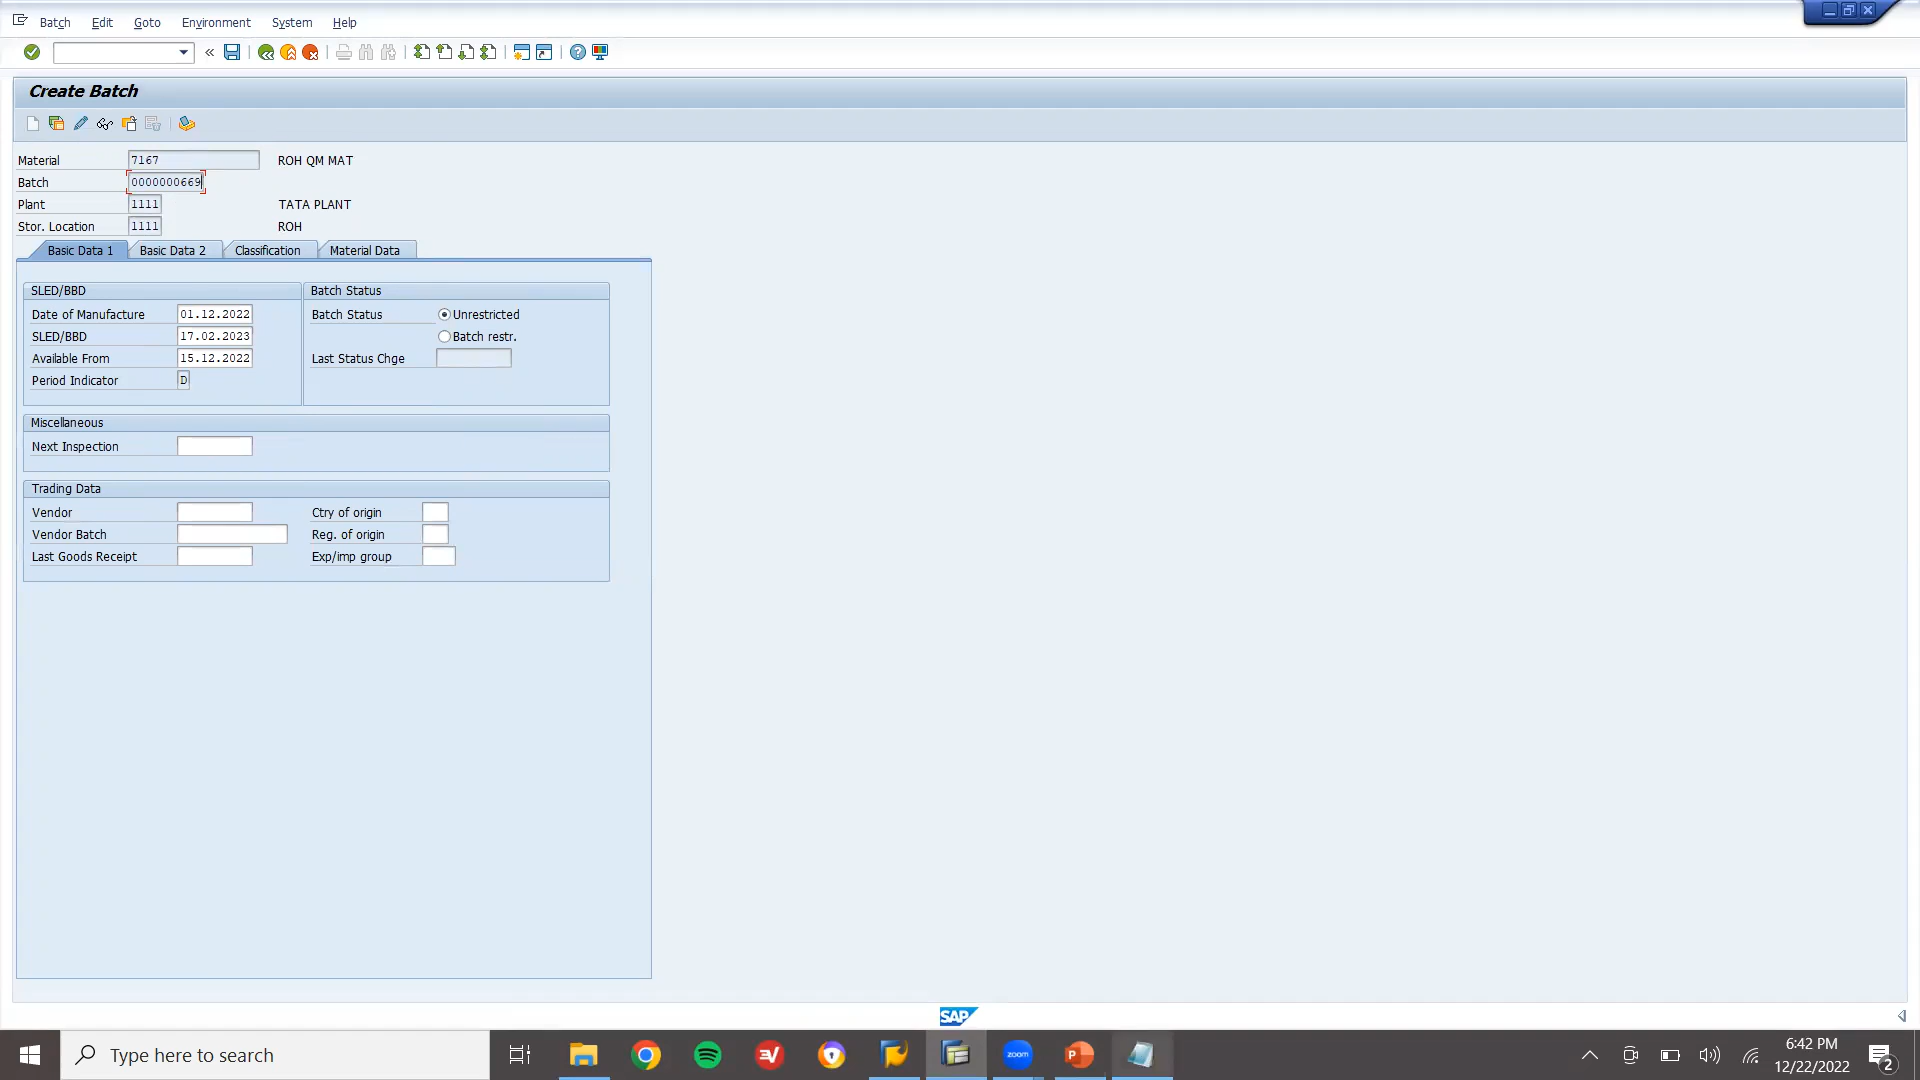 Batch Edit Goto Environment System Help
Create Batch
Material 7167 ROH QM MAT
Batch 0000000669
Plant 1111 TATA PLANT
Stor. Location 1111 ROH
Basic Data 1 Basic Data 2 Classification Material Data
SLED/BBD Batch Status
Date of Manufacture 01.12.2022 Batch Status Unrestricted
SLED/BBD 17.02.2023 Batch restr.
Available From 15.12.2022 Last Status Chge
Period Indicator D
Miscellaneous
Next Inspection
Trading Data
Vendor Ctry of origin
Vendor Batch Reg. of origin
Last Goods Receipt Exp/imp group
SAP
Type here to search zoom P 6:42 PM
12/22/2022 2